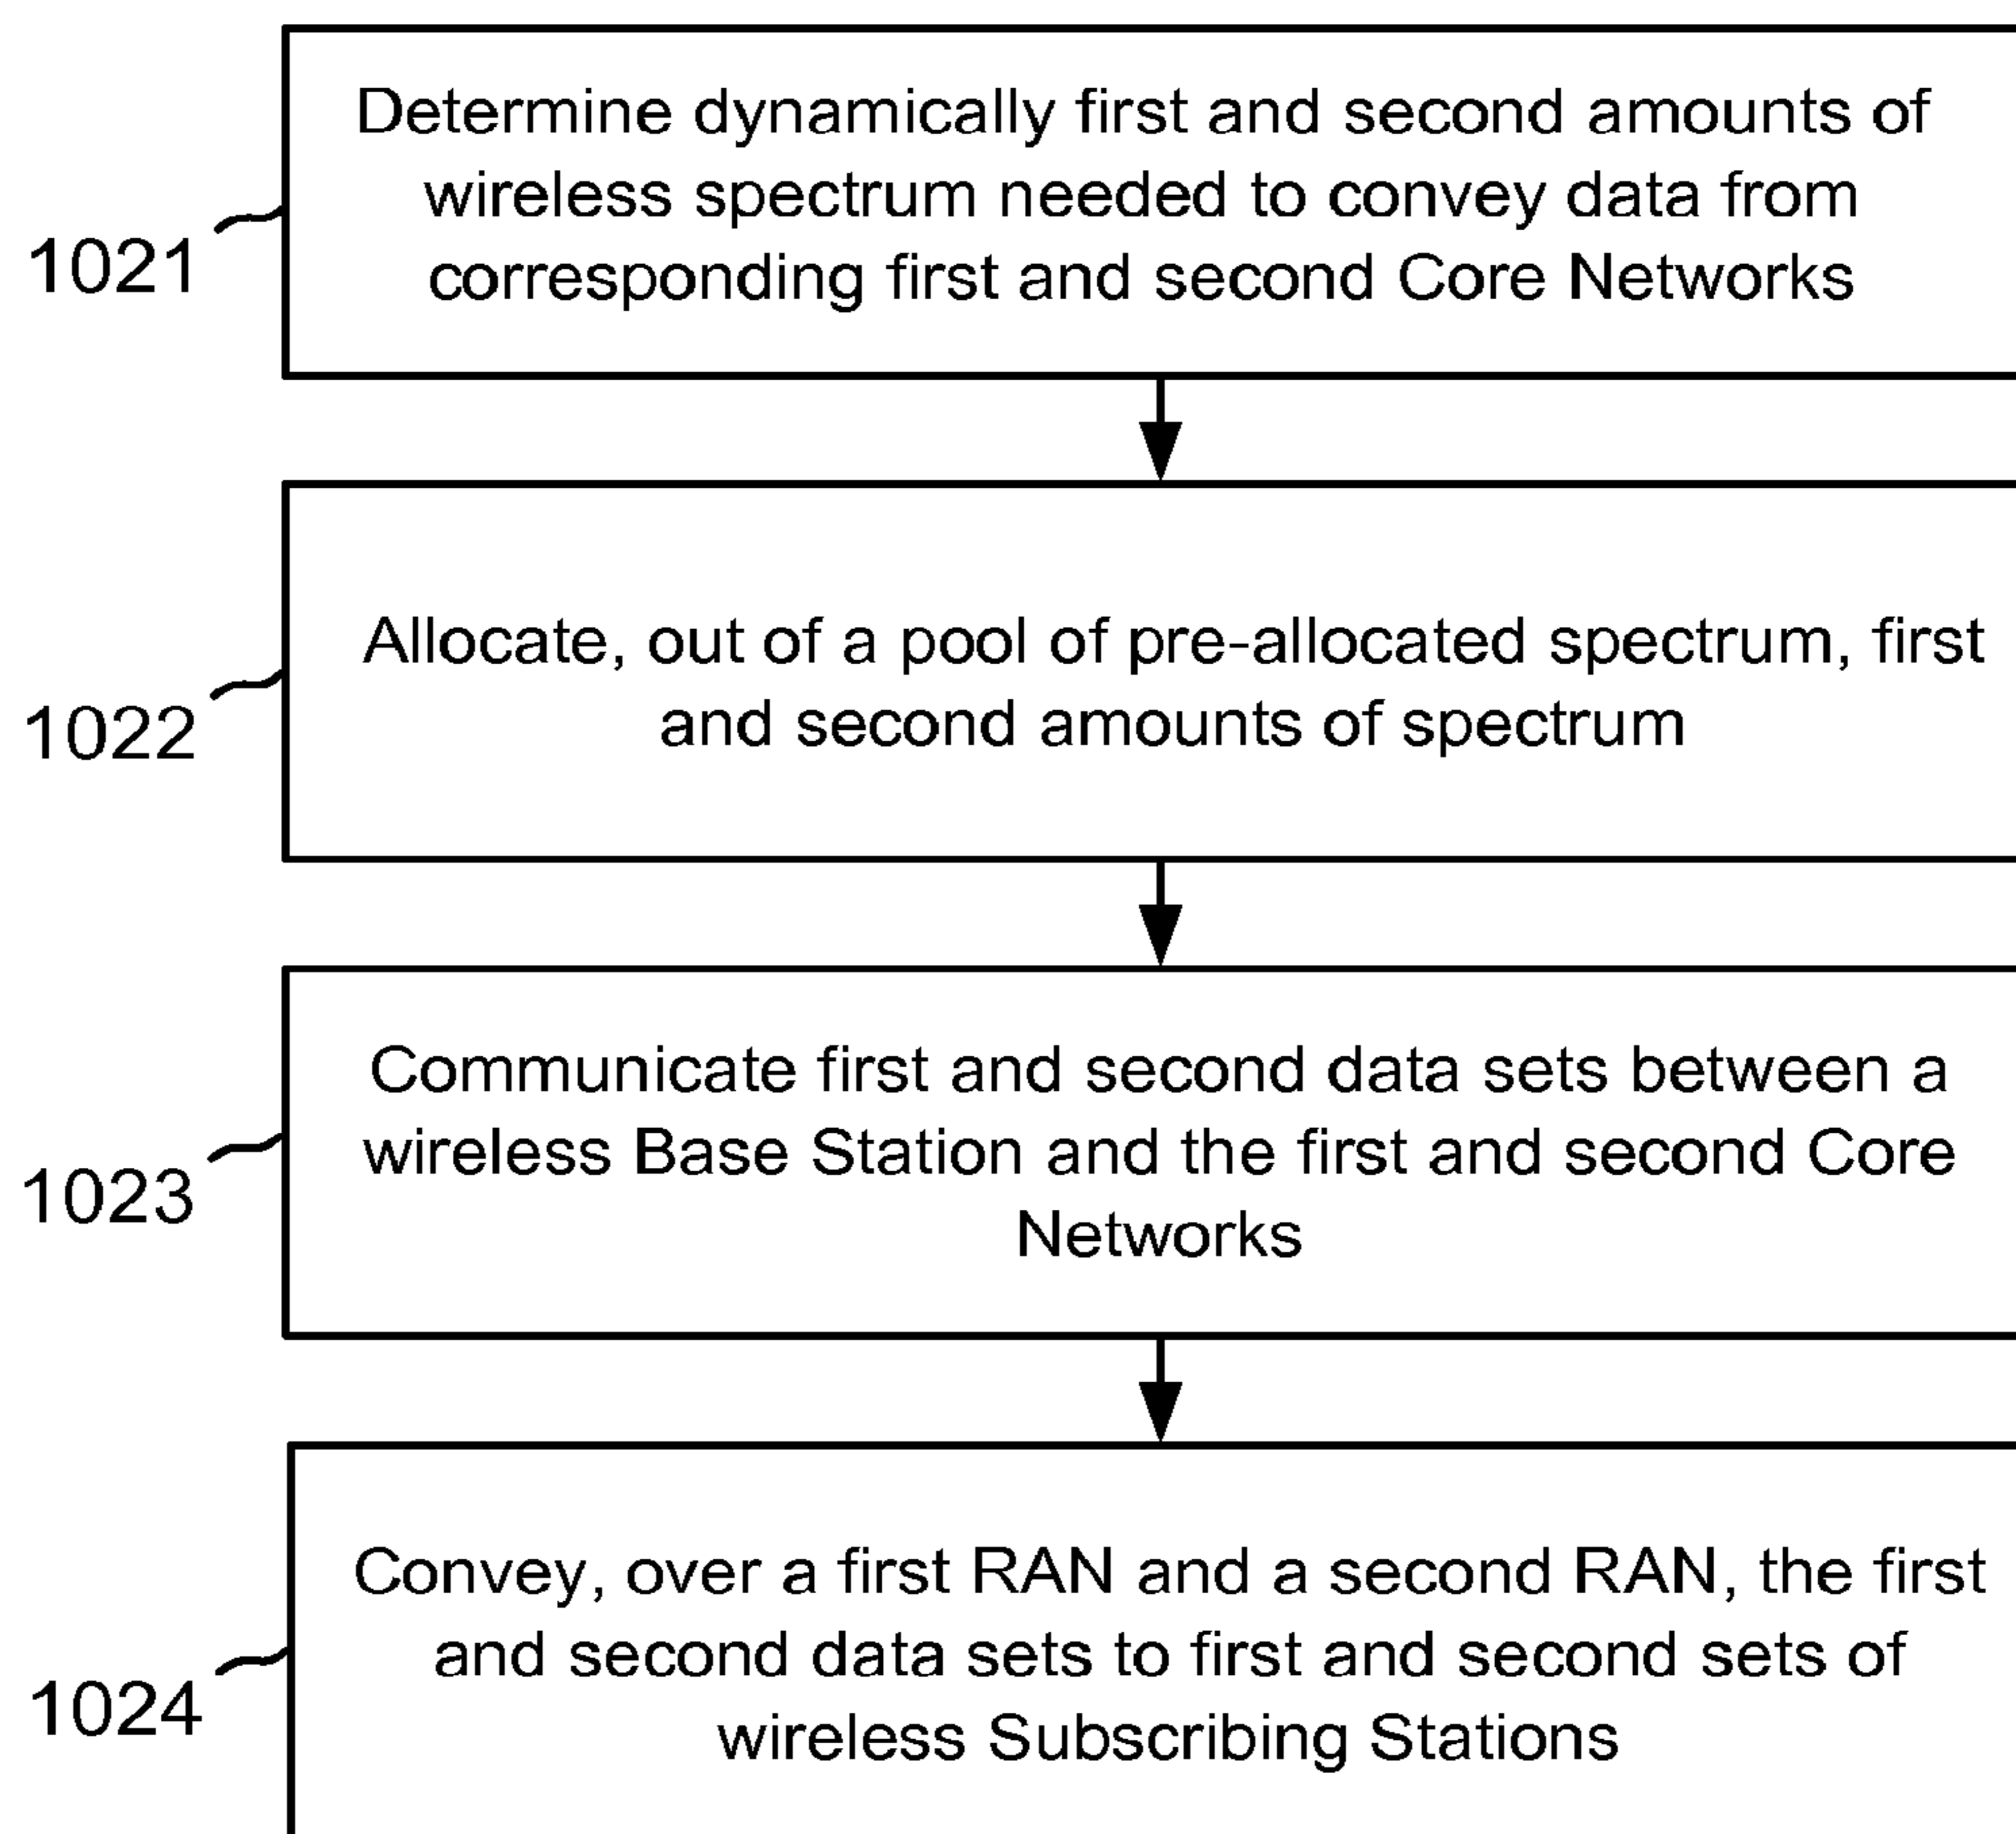 Determine dynamically first and second amounts of
wireless spectrum needed to convey data from
corresponding first and second Core Networks
1021
Allocate, out of a pool of pre-allocated spectrum, first
and second amounts of spectrum
1022
Communicate first and second data sets between a
wireless Base Station and the first and second Core
Networks
1023
Convey, over a first RAN and a second RAN, the first
and second data sets to first and second sets of
wireless Subscribing Stations
1024